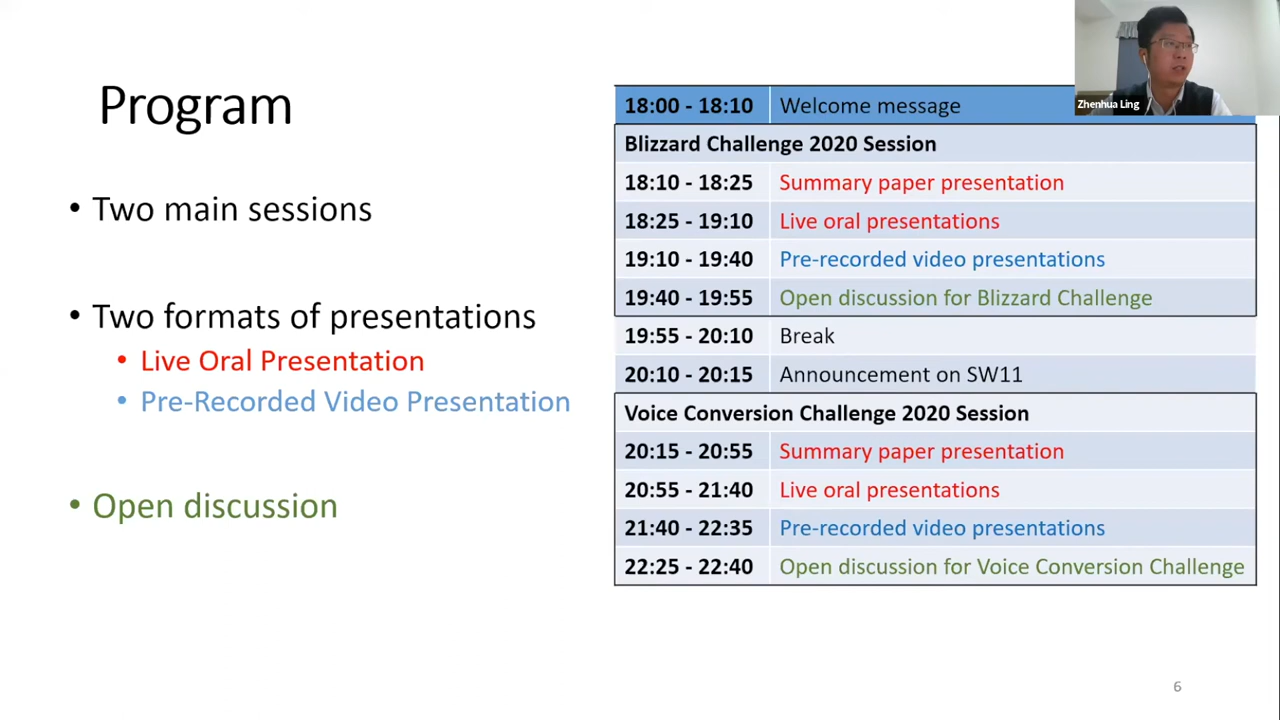 Program
• Two main sessions
• Two formats of presentations
• Live Oral Presentation
• Pre-Recorded Video Presentation
• Open discussion
18:00 - 18:10 Welcome message
Blizzard Challenge 2020 Session
18:10 - 18:25 Summary paper presentation
18:25 - 19:10 Live oral presentations
19:10 - 19:40 Pre-recorded video presentations
19:40 - 19:55 Open discussion for Blizzard Challenge
19:55 - 20:10 Break
20:10 - 20:15 Announcement on SW11
Voice Conversion Challenge 2020 Session
20:15 - 20:55 Summary paper presentation
20:55 - 21:40 Live oral presentations
21:40 - 22:35 Pre-recorded video presentations
22:25 - 22:40 Open discussion for Voice Conversion Challenge
Zhenhua Ling
6